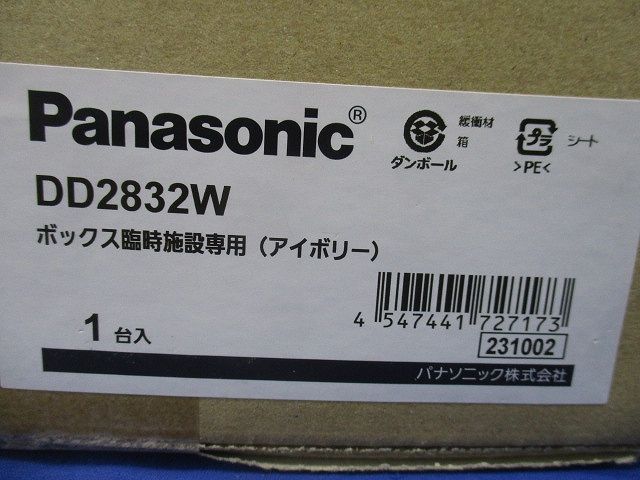 Panasonic®
DD2832W
ボックス臨時施設専用（アイボリー）
ダンボール
緩衝材
箱
プラ
>PE<
シート
1台入
4 547441 727173
231002
パナソニック株式会社